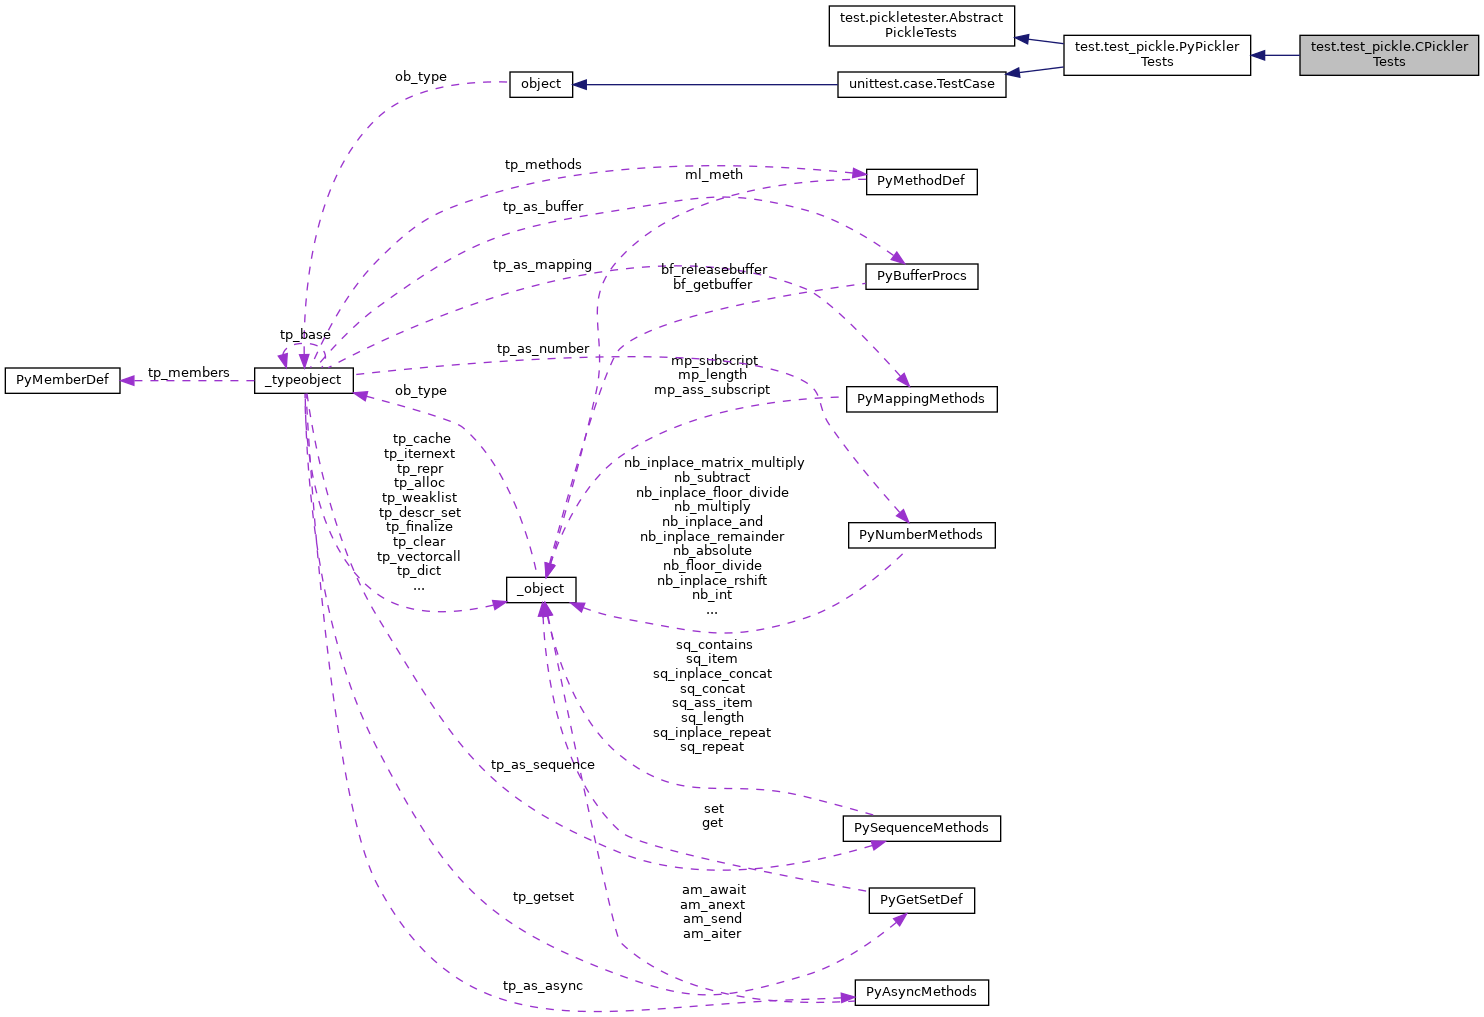 test.pickletester.Abstract
PickleTests
test.test_pickle.PyPickler
Tests
test.test_pickle.CPickler
Tests
ob_type
object
unittest.case.TestCase
tp_methods
ml_meth
PyMethodDef
tp_as_buffer
tp_as_mapping
bf_releasebuffer
bf_getbuffer
PyBufferProcs
tp_base
tp_as_number
mp_subscript
mp_length
mp_ass_subscript
PyMemberDef
tp_members
_typeobject
ob_type
PyMappingMethods
tp_cache
tp_iternext
tp_repr
tp_alloc
tp_weaklist
tp_descr_set
tp_finalize
tp_clear
tp_vectorcall
tp_dict
...
nb_inplace_matrix_multiply
nb_subtract
nb_inplace_floor_divide
nb_multiply
nb_inplace_and
nb_inplace_remainder
nb_absolute
nb_floor_divide
nb_inplace_rshift
nb_int
...
PyNumberMethods
_object
sq_contains
sq_item
sq_inplace_concat
sq_concat
sq_ass_item
sq_length
sq_inplace_repeat
sq_repeat
tp_as_sequence
set
get
PySequenceMethods
tp_getset
am_await
am_anext
am_send
am_aiter
PyGetSetDef
tp_as_async
PyAsyncMethods